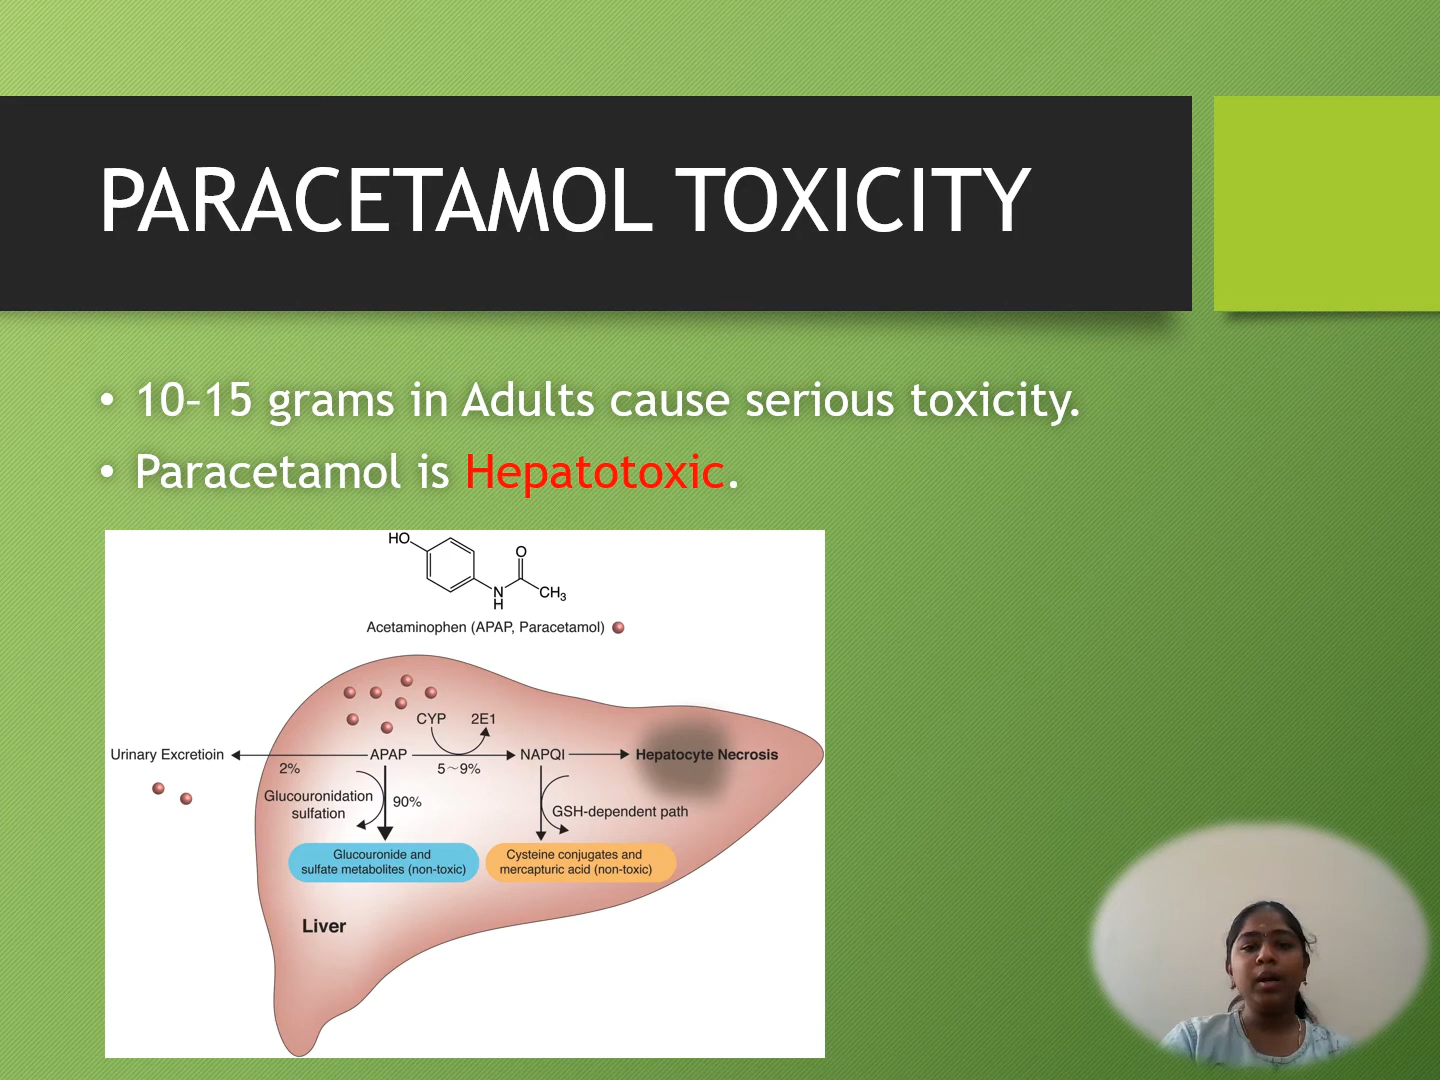 PARACETAMOL TOXICITY
• 10–15 grams in Adults cause serious toxicity.
• Paracetamol is Hepatotoxic.
HO
O
N
H
CH3
Acetaminophen (APAP, Paracetamol)
CYP 2E1
Urinary Excretioin APAP NAPQI Hepatocyte Necrosis
2% 5~9%
Glucouronidation
sulfation
90%
GSH-dependent path
Glucouronide and
sulfate metabolites (non-toxic)
Cysteine conjugates and
mercapturic acid (non-toxic)
Liver